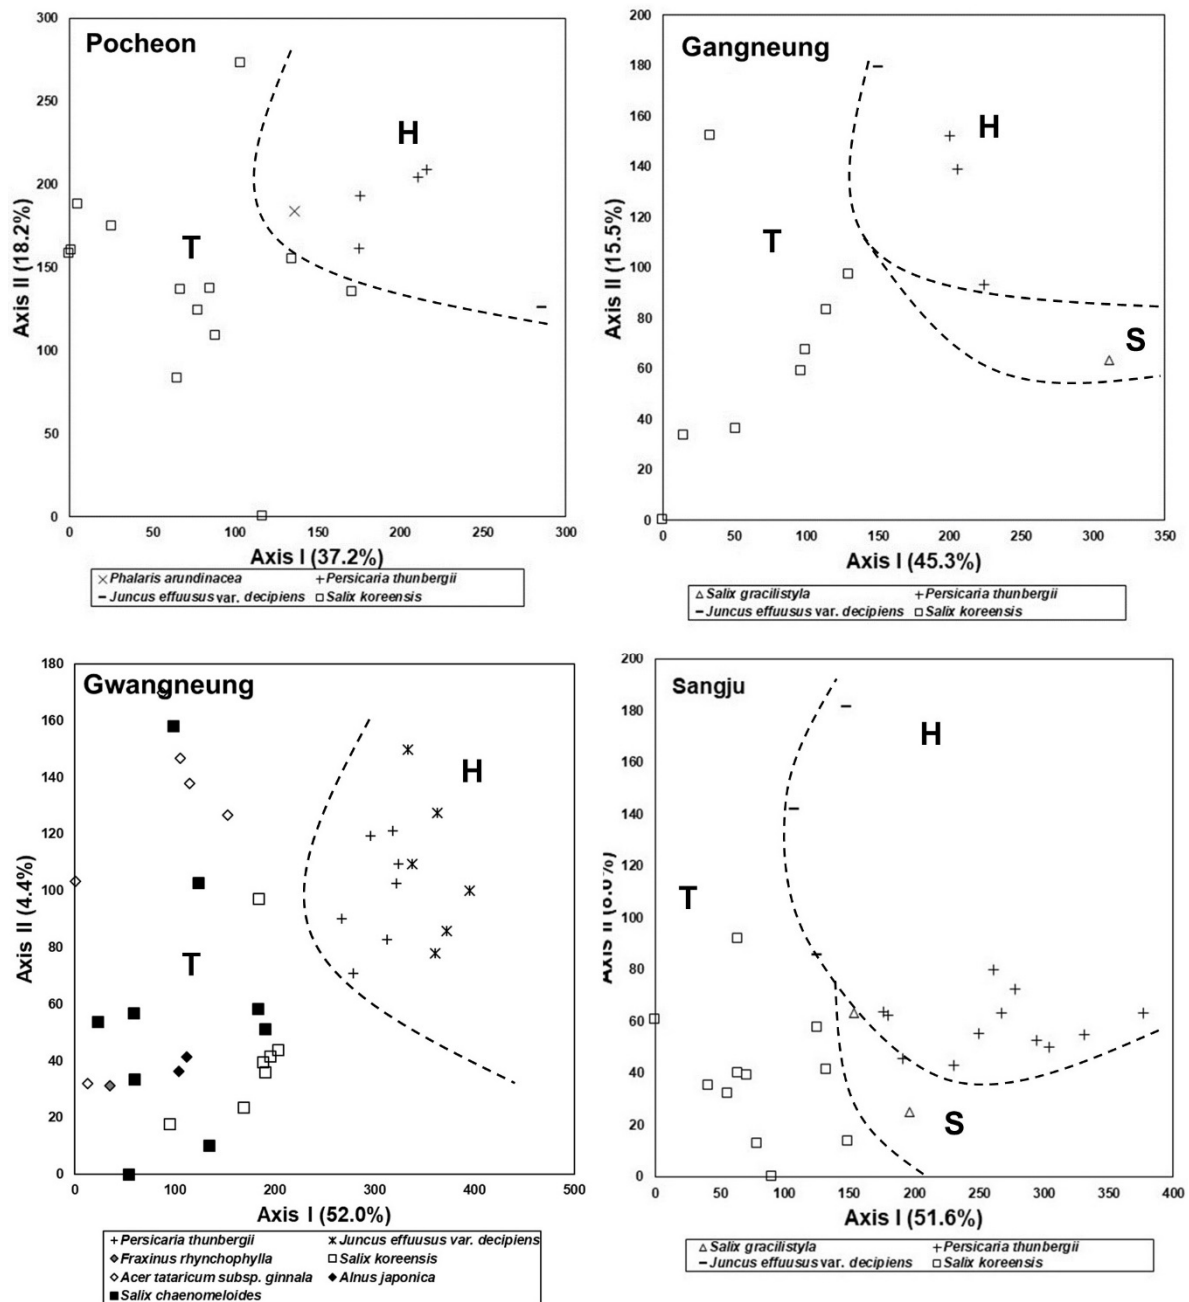 Pocheon
H
T
Axis II (18.2%)
300
250
200
150
100
50
0
0 50 100 150 200 250 300
Axis I (37.2%)
Phalaris arundinacea Persicaria thunbergii
Juncus effuusus var. decipiens Salix koreensis
Gangneung
H
T
S
Axis II (15.5%)
200
180
160
140
120
100
80
60
40
20
0
0 50 100 150 200 250 300 350
Axis I (45.3%)
Salix gracilistyla Persicaria thunbergii
Juncus effuusus var. decipiens Salix koreensis
Gwangneung
H
T
Axis II (4.4%)
180
160
140
120
100
80
60
40
20
0
0 100 200 300 400 500
Axis I (52.0%)
Persicaria thunbergii Juncus effuusus var. decipiens
Fraxinus rhynchophylla Salix koreensis
Acer tataricum subsp. ginnala Alnus japonica
Salix chaenomeloides
Sangju
H
T
S
Axis II
200
180
160
140
120
100
80
60
40
20
0
0 50 100 150 200 250 300 350 400
Axis I (51.6%)
Salix gracilistyla Persicaria thunbergii
Juncus effuusus var. decipiens Salix koreensis